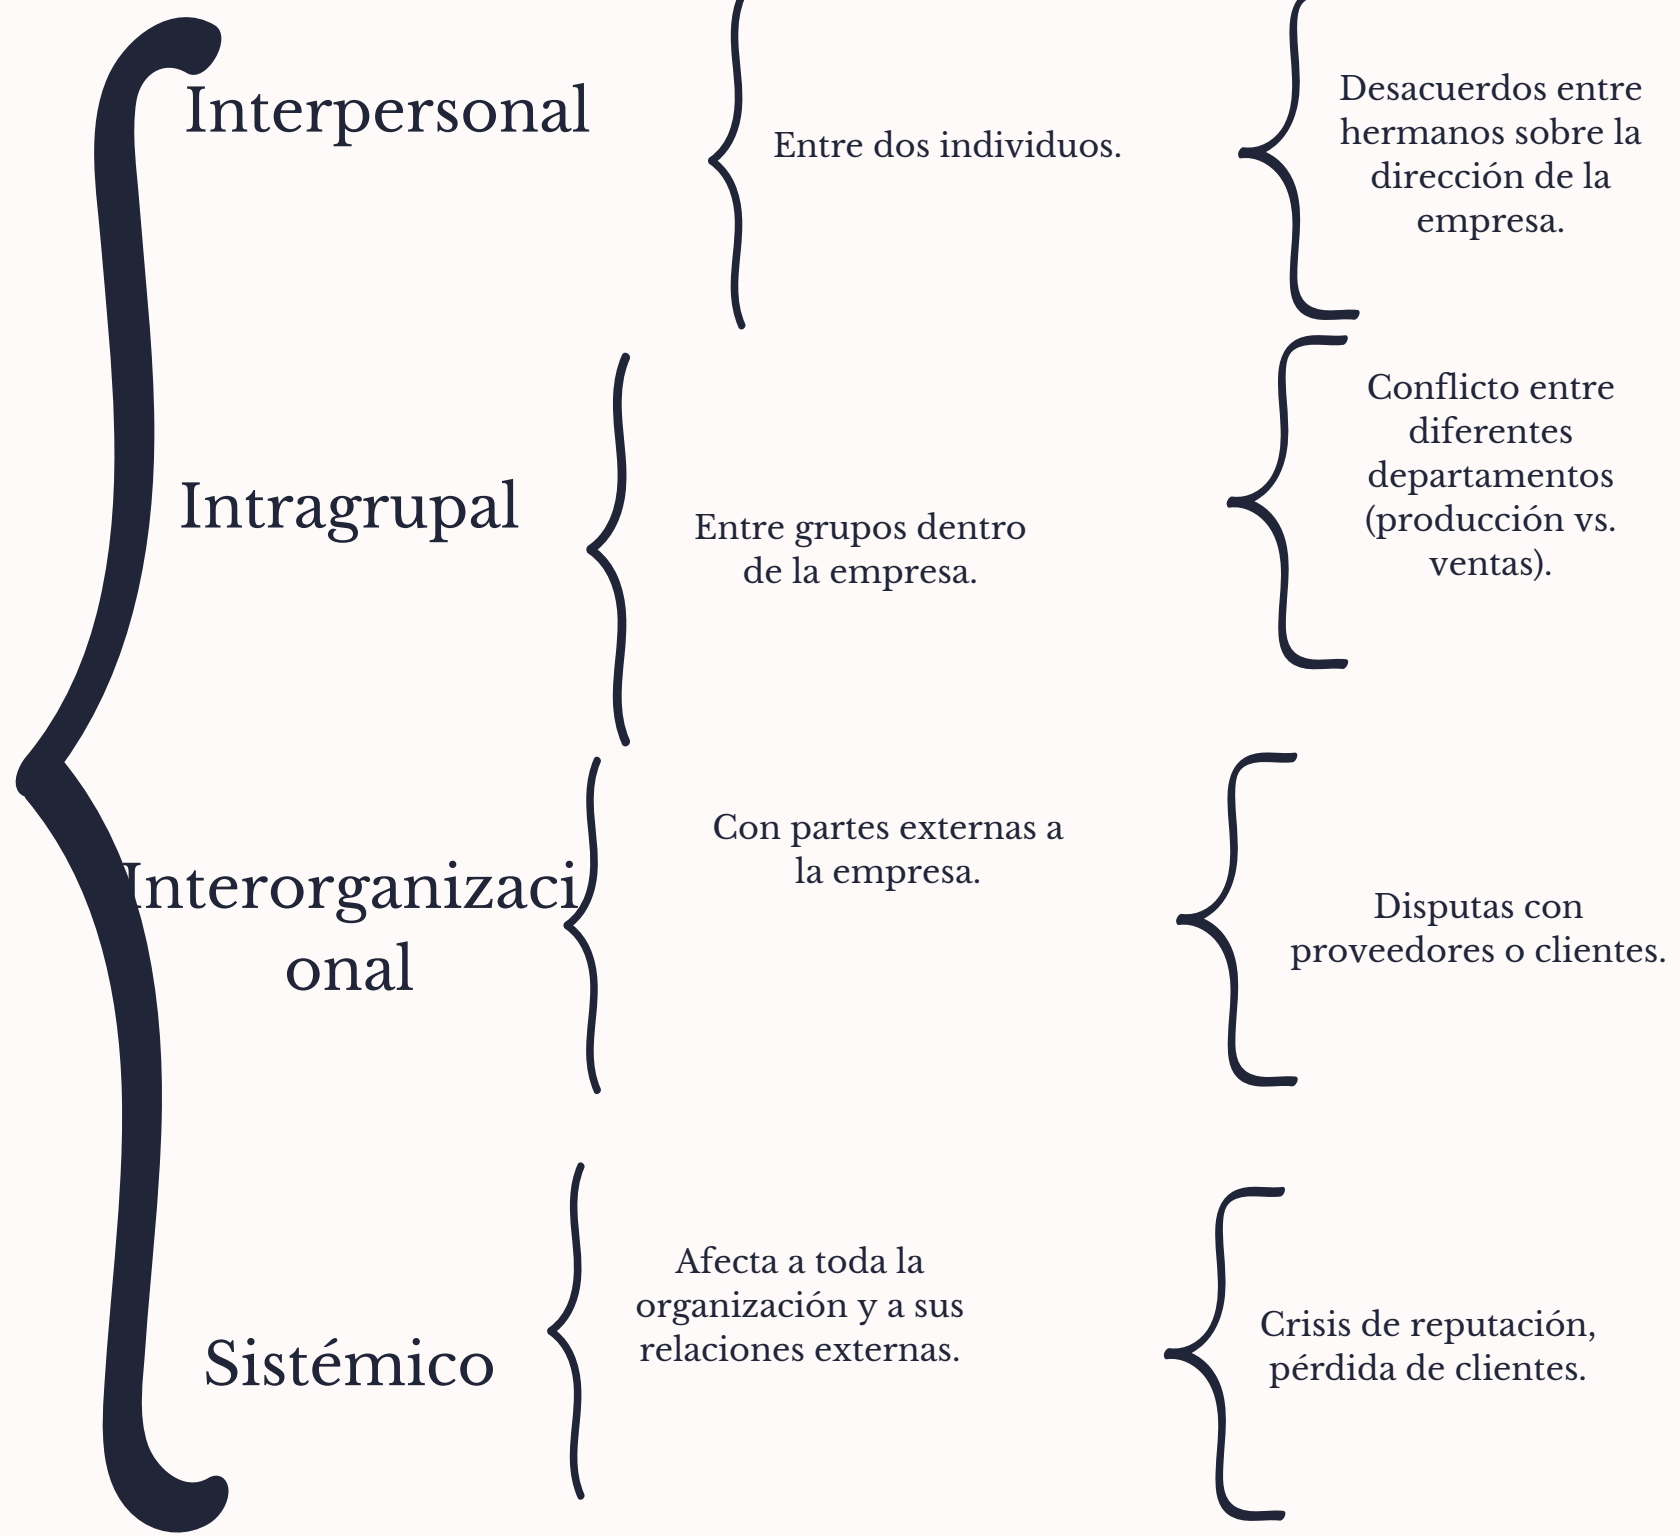 Interpersonal
Entre dos individuos.
Desacuerdos entre
hermanos sobre la
dirección de la
empresa.
Intragrupal
Entre grupos dentro
de la empresa.
Conflicto entre
diferentes
departamentos
(producción vs.
ventas).
Interorganizaci
onal
Con partes externas a
la empresa.
Disputas con
proveedores o clientes.
Sistémico
Afecta a toda la
organización y a sus
relaciones externas.
Crisis de reputación,
pérdida de clientes.